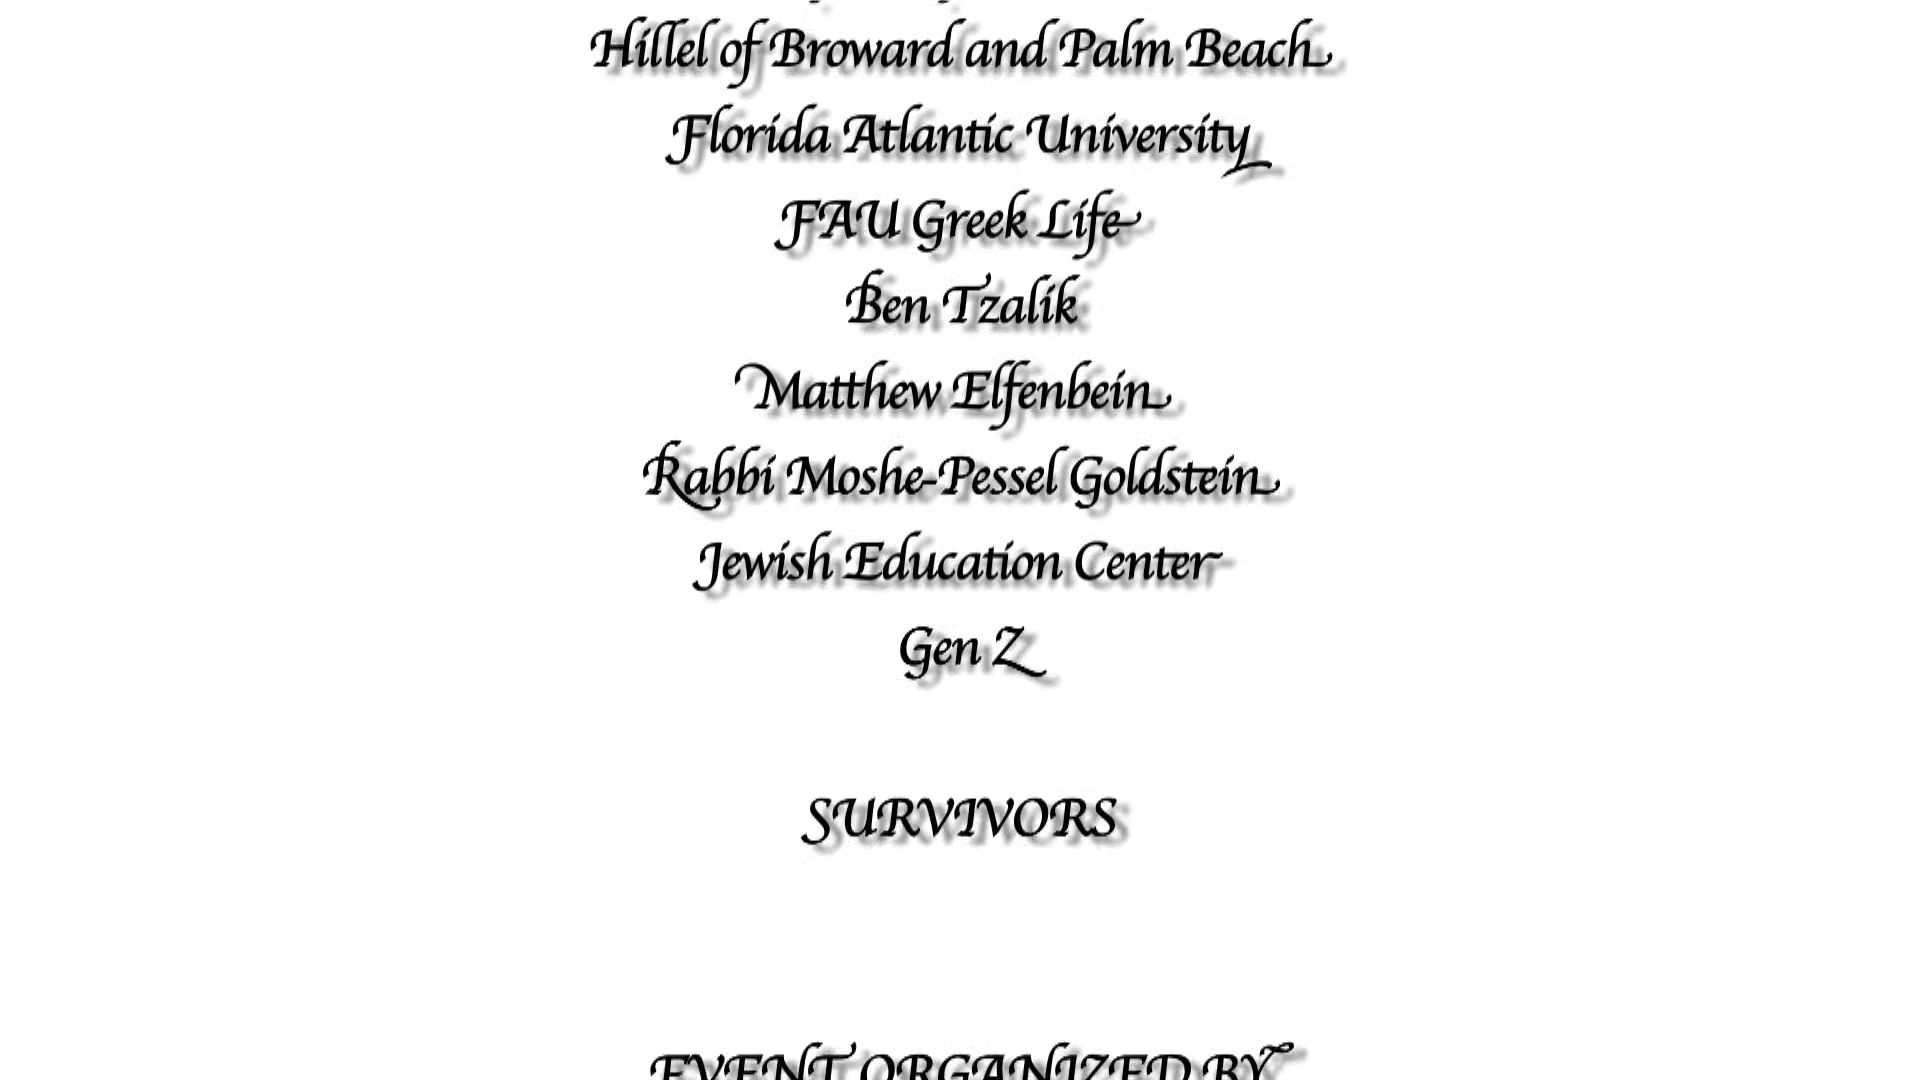 Hillel of Broward and Palm Beach
Florida Atlantic University
FAU Greek Life
Ben Tzalik
Matthew Elfenbein
Rabbi Moshe-Pessel Goldstein
Jewish Education Center
Gen Z
SURVIVORS
EVENT ORGANIZED BY